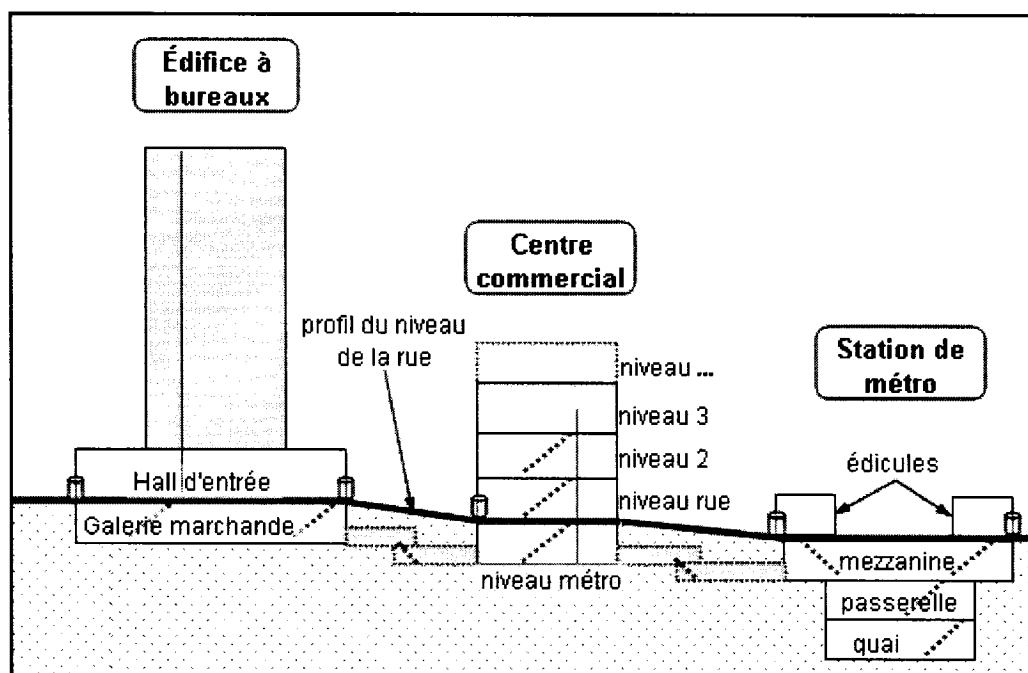 Édifice à
bureaux
Centre
commercial
profil du niveau
de la rue
Station de
métro
niveau ...
niveau 3
niveau 2
niveau rue
édicules
Hall d'entrée
Galerie marchande
niveau métro
mezzanine
passerelle
quai